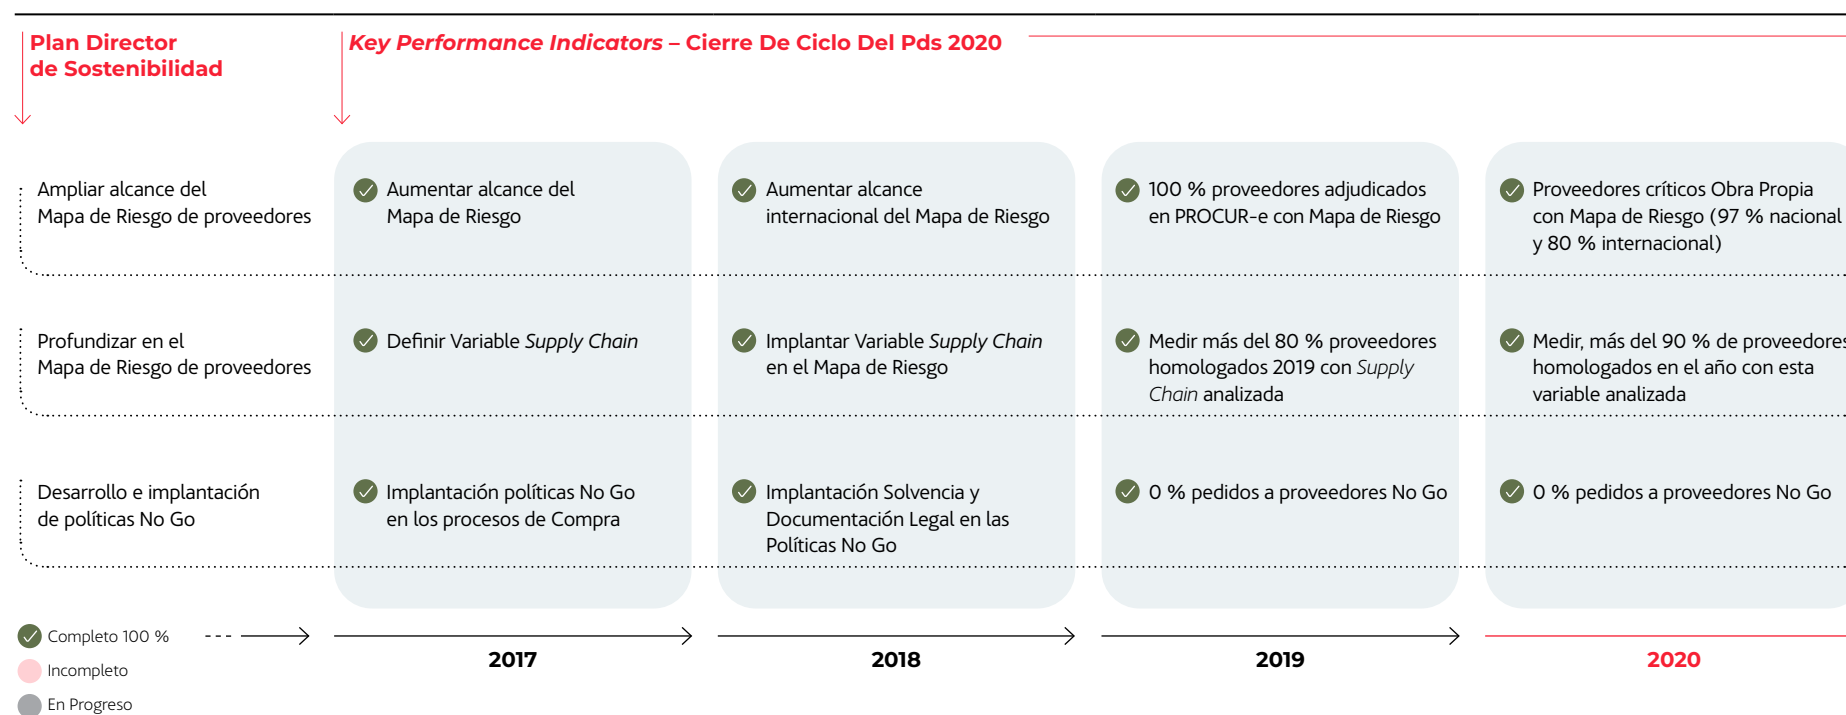 Plan Director
de Sostenibilidad
Key Performance Indicators – Cierre De Ciclo Del Pds 2020
Ampliar alcance del
Mapa de Riesgo de proveedores
Aumentar alcance del
Mapa de Riesgo
Aumentar alcance
internacional del Mapa de Riesgo
100 % proveedores adjudicados
en PROCUR-e con Mapa de Riesgo
Proveedores críticos Obra Propia
con Mapa de Riesgo (97 % nacional
y 80 % internacional)
Profundizar en el
Mapa de Riesgo de proveedores
Definir Variable Supply Chain
Implantar Variable Supply Chain
en el Mapa de Riesgo
Medir más del 80 % proveedores
homologados 2019 con Supply
Chain analizada
Medir, más del 90 % de proveedores
homologados en el año con esta
variable analizada
Desarrollo e implantación
de políticas No Go
Implantación políticas No Go
en los procesos de Compra
Implantación Solvencia y
Documentación Legal en las
Políticas No Go
0 % pedidos a proveedores No Go
0 % pedidos a proveedores No Go
Completo 100 %
Incompleto
En Progreso
2017
2018
2019
2020